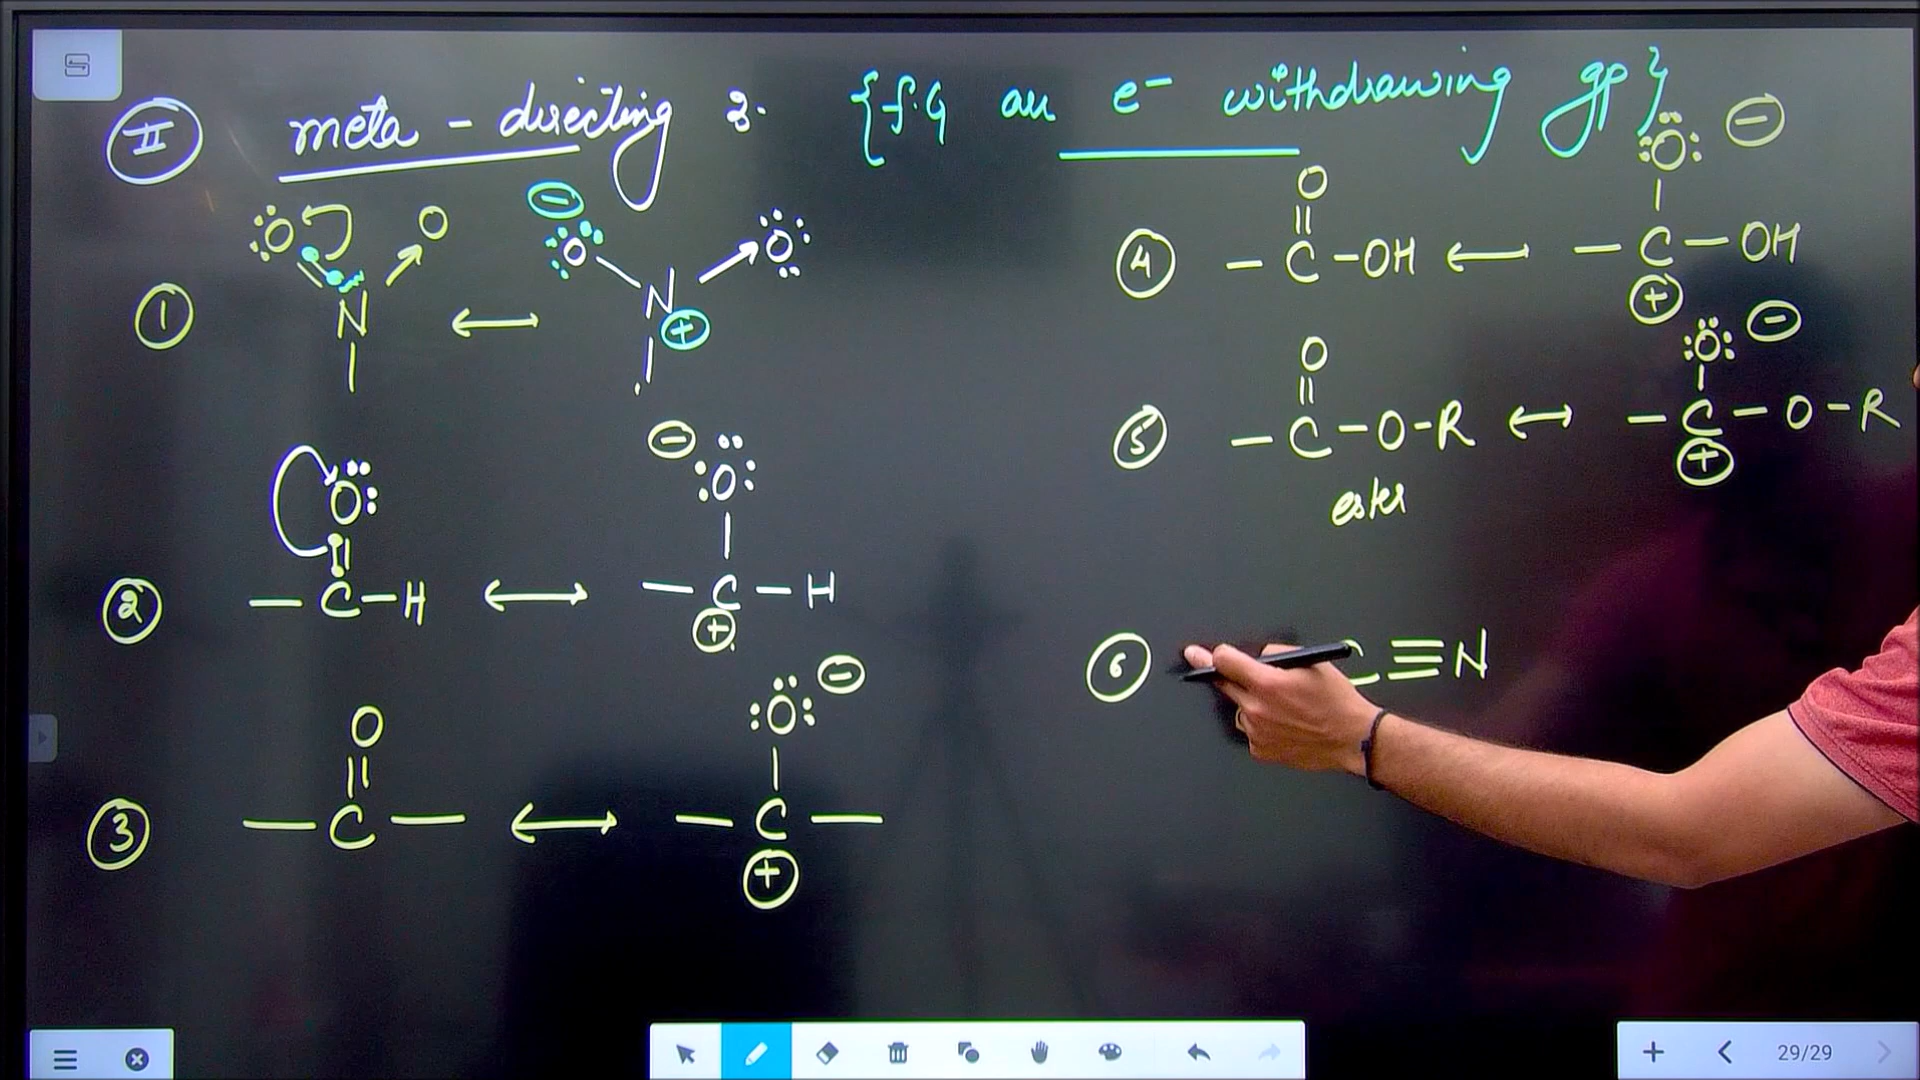 II meta - directing : {f.G are e⁻ withdrawing gp}
① :Ö N O ⟷ ⊖ :Ö N → Ö: ⊕
② Ö: || — C – H ⟷ ⊖ :Ö: | — C — H ⊕
③ O || — C — ⟷ :Ö: ⊖ | — C — ⊕
④ O || — C – OH ⟷ :Ö: ⊖ | — C — OH ⊕
⑤ O || — C – O – R ⟷ :Ö: ⊖ | — C — O – R ⊕
ester
⑥ C≡N
29/29